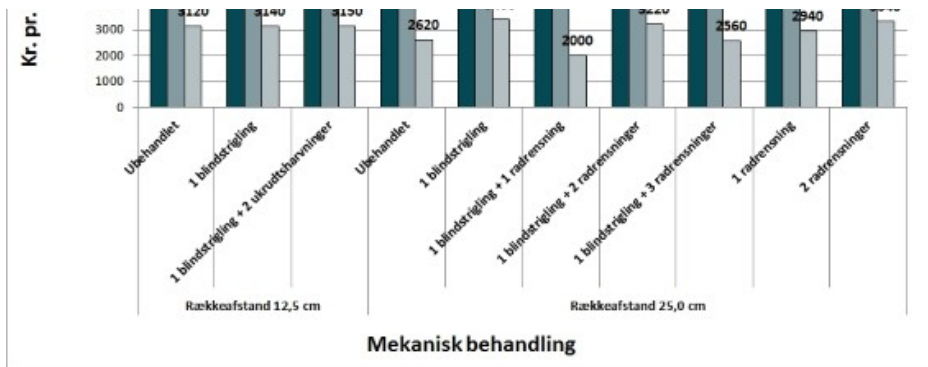 Kr. pr.
3120 3140 3150 2620 3220 2560 2940
3000
2000
2000
1000
0
Ubehandlet
1 blindstrigling
1 blindstrigling + 2 ukrudtsharvninger
Ubehandlet
1 blindstrigling
1 blindstrigling + 1 radrensning
1 blindstrigling + 2 radrensninger
1 blindstrigling + 3 radrensninger
1 radrensning
2 radrensninger
Rækkeafstand 12,5 cm
Rækkeafstand 25,0 cm
Mekanisk behandling